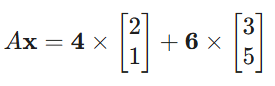 Ax = 4 × [2 1] + 6 × [3 5]